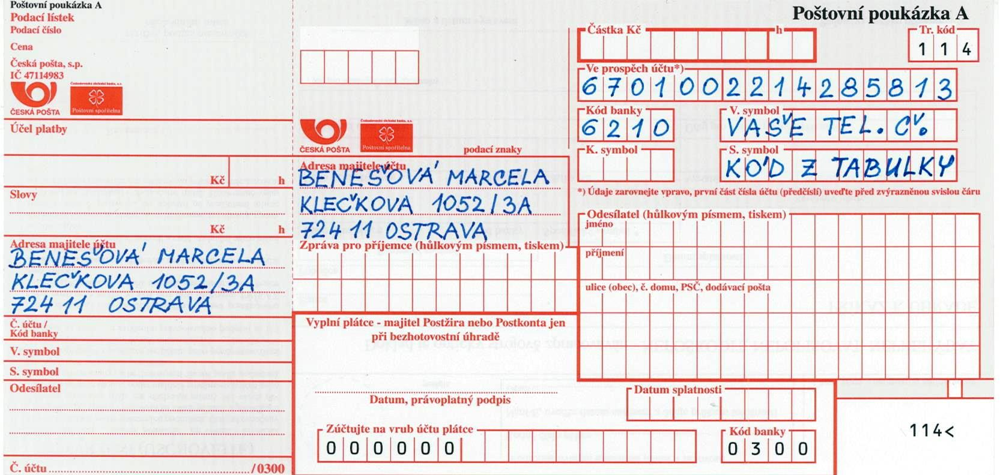 Poštovní poukázka A
Podací lístek
Podací číslo
Cena
Česká pošta, s.p.
IČ 47114983
Československá obchodní banka, a.s.
ČESKÁ POŠTA
Poštovní spořitelna
Účel platby
Kč h
Slovy
Kč h
Adresa majitele účtu
BENEŠOVÁ MARCELA
KLEČKOVA 1052/3A
724 11 OSTRAVA
Č. účtu /
Kód banky
V. symbol
S. symbol
Odesílatel
Č. účtu /0300
Československá obchodní banka, a.s.
ČESKÁ POŠTA
Poštovní spořitelna
podací znaky
Adresa majitele účtu
BENEŠOVÁ MARCELA
KLEČKOVA 1052/3A
724 11 OSTRAVA
Zpráva pro příjemce (hůlkovým písmem, tiskem)
Vyplní plátce - majitel Postžira nebo Postkonta jen
při bezhotovostní úhradě
Datum, právoplatný podpis
Datum splatnosti
Zúčtujte na vrub účtu plátce
000000
Kód banky
0300
Poštovní poukázka A
Částka Kč h
Tr. kód
114
Ve prospěch účtu*)
6701002214285813
Kód banky
6210
V. symbol
VAŠE TEL. Č.
K. symbol
S. symbol
KÓD Z TABULKY
*) Údaje zarovnejte vpravo, první část čísla účtu (předčíslí) uveďte před zvýrazněnou svislou čáru
Odesílatel (hůlkovým písmem, tiskem)
jméno
příjmení
ulice (obec), č. domu, PSČ, dodávací pošta
114<